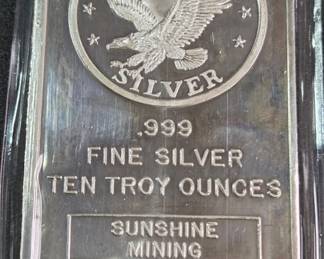 SILVER
.999
FINE SILVER
TEN TROY OUNCES
SUNSHINE
MINING